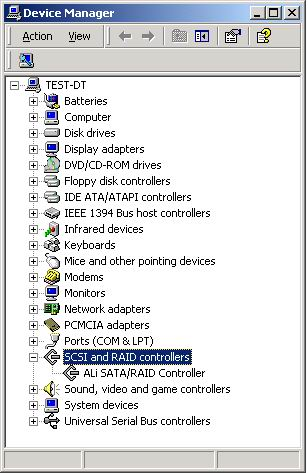 Device Manager
Action View
TEST-DT
Batteries
Computer
Disk drives
Display adapters
DVD/CD-ROM drives
Floppy disk controllers
IDE ATA/ATAPI controllers
IEEE 1394 Bus host controllers
Infrared devices
Keyboards
Mice and other pointing devices
Modems
Monitors
Network adapters
PCMCIA adapters
Ports (COM & LPT)
SCSI and RAID controllers
ALi SATA/RAID Controller
Sound, video and game controllers
System devices
Universal Serial Bus controllers